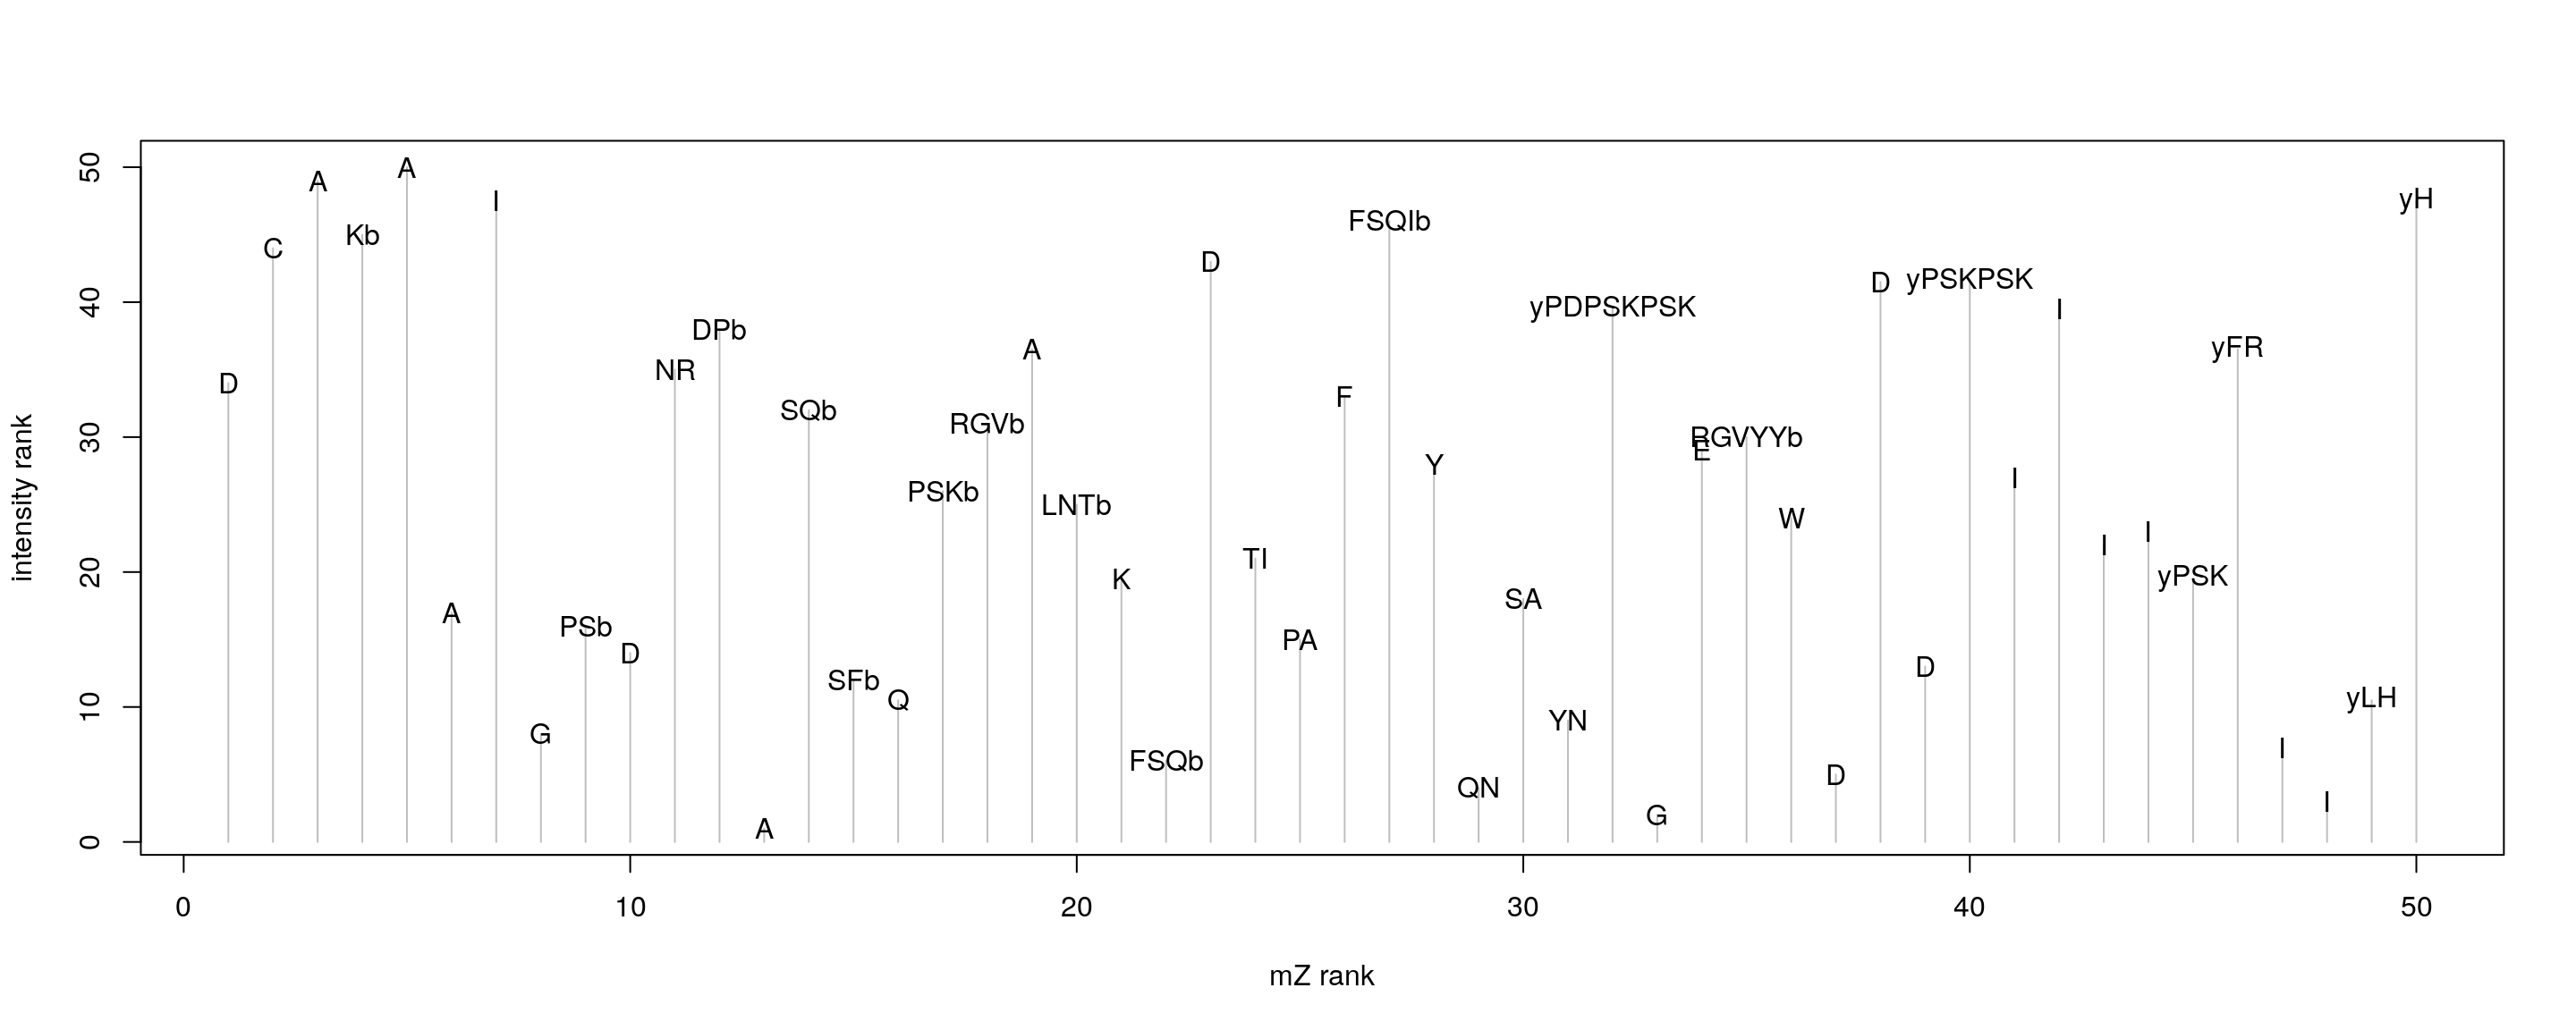 A
A
yH
I
FSQIb
Kb
C
D
D
yPSKPSK
I
yPDPSKPSK
DPb
A
yFR
NR
D
F
SQb
RGVb
RGVYYb
E
Y
I
PSKb
LNTb
W
I
I
TI
K
yPSK
SA
A
PSb
PA
D
D
SFb
Q
yLH
YN
G
I
FSQb
D
QN
I
G
A
0 10 20 30 40 50
intensity rank
0 10 20 30 40 50
mZ rank